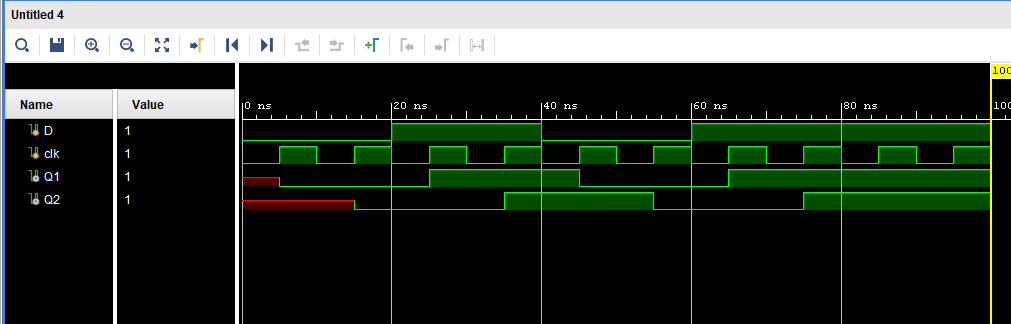 Untitled 4
100
Name Value
0 ns 20 ns 40 ns 60 ns 80 ns 100
D 1
clk 1
Q1 1
Q2 1